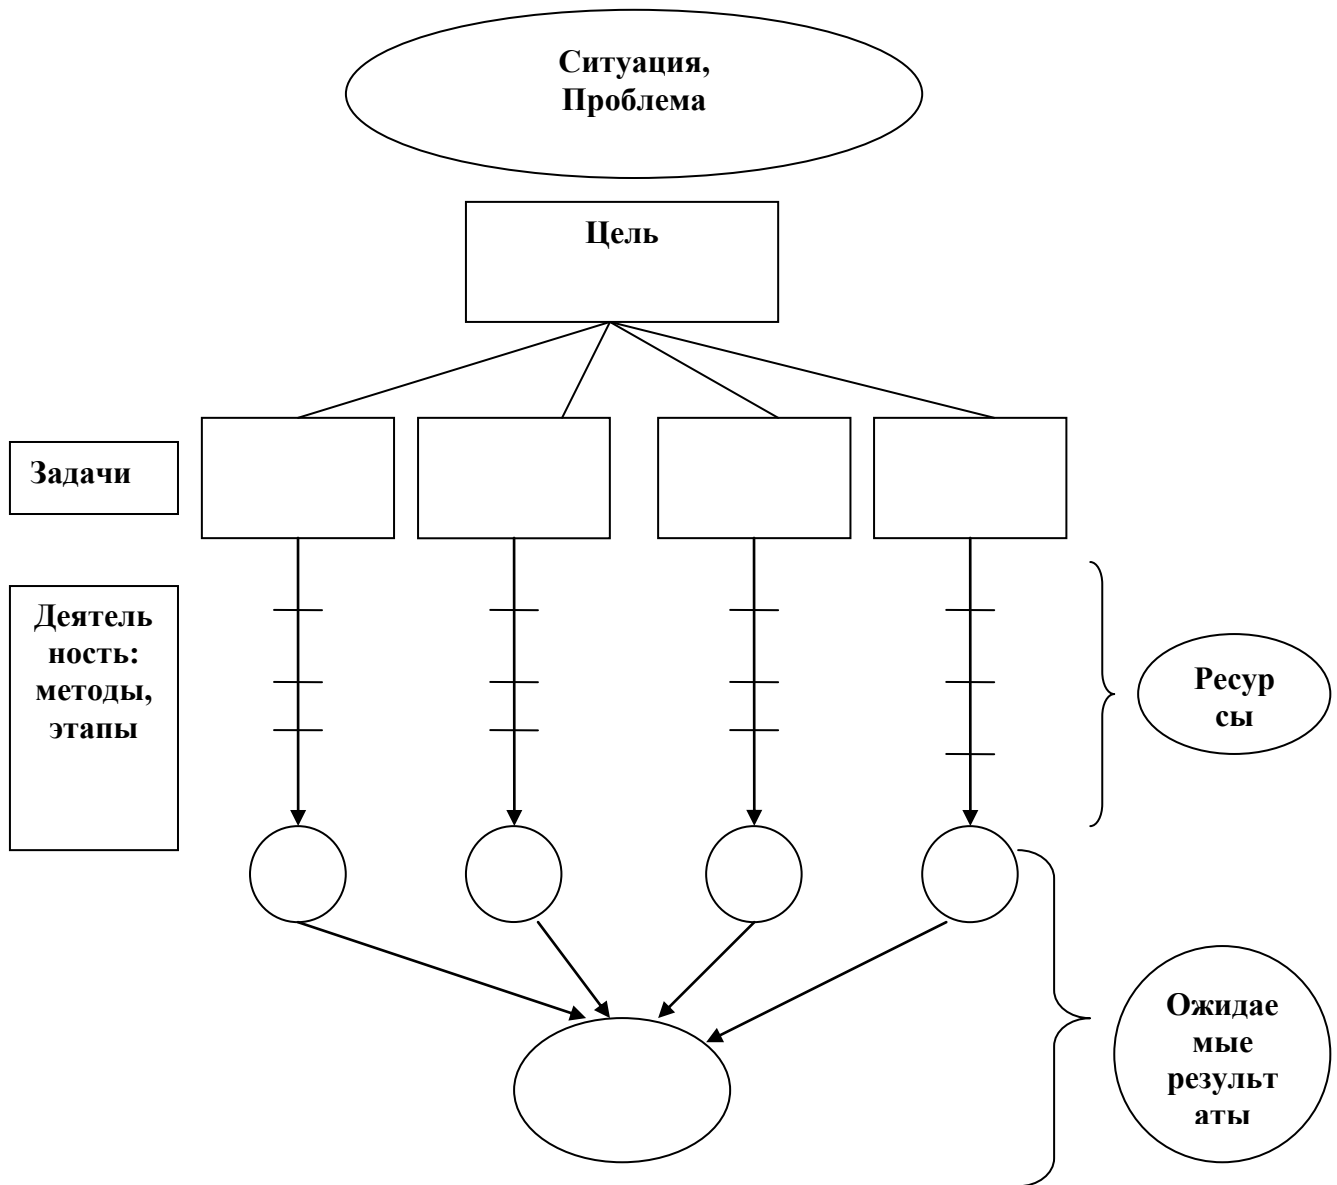 Ситуация,
Проблема
Цель
Задачи
Деятель
ность:
методы,
этапы
Ресур
сы
Ожидае
мые
результ
аты